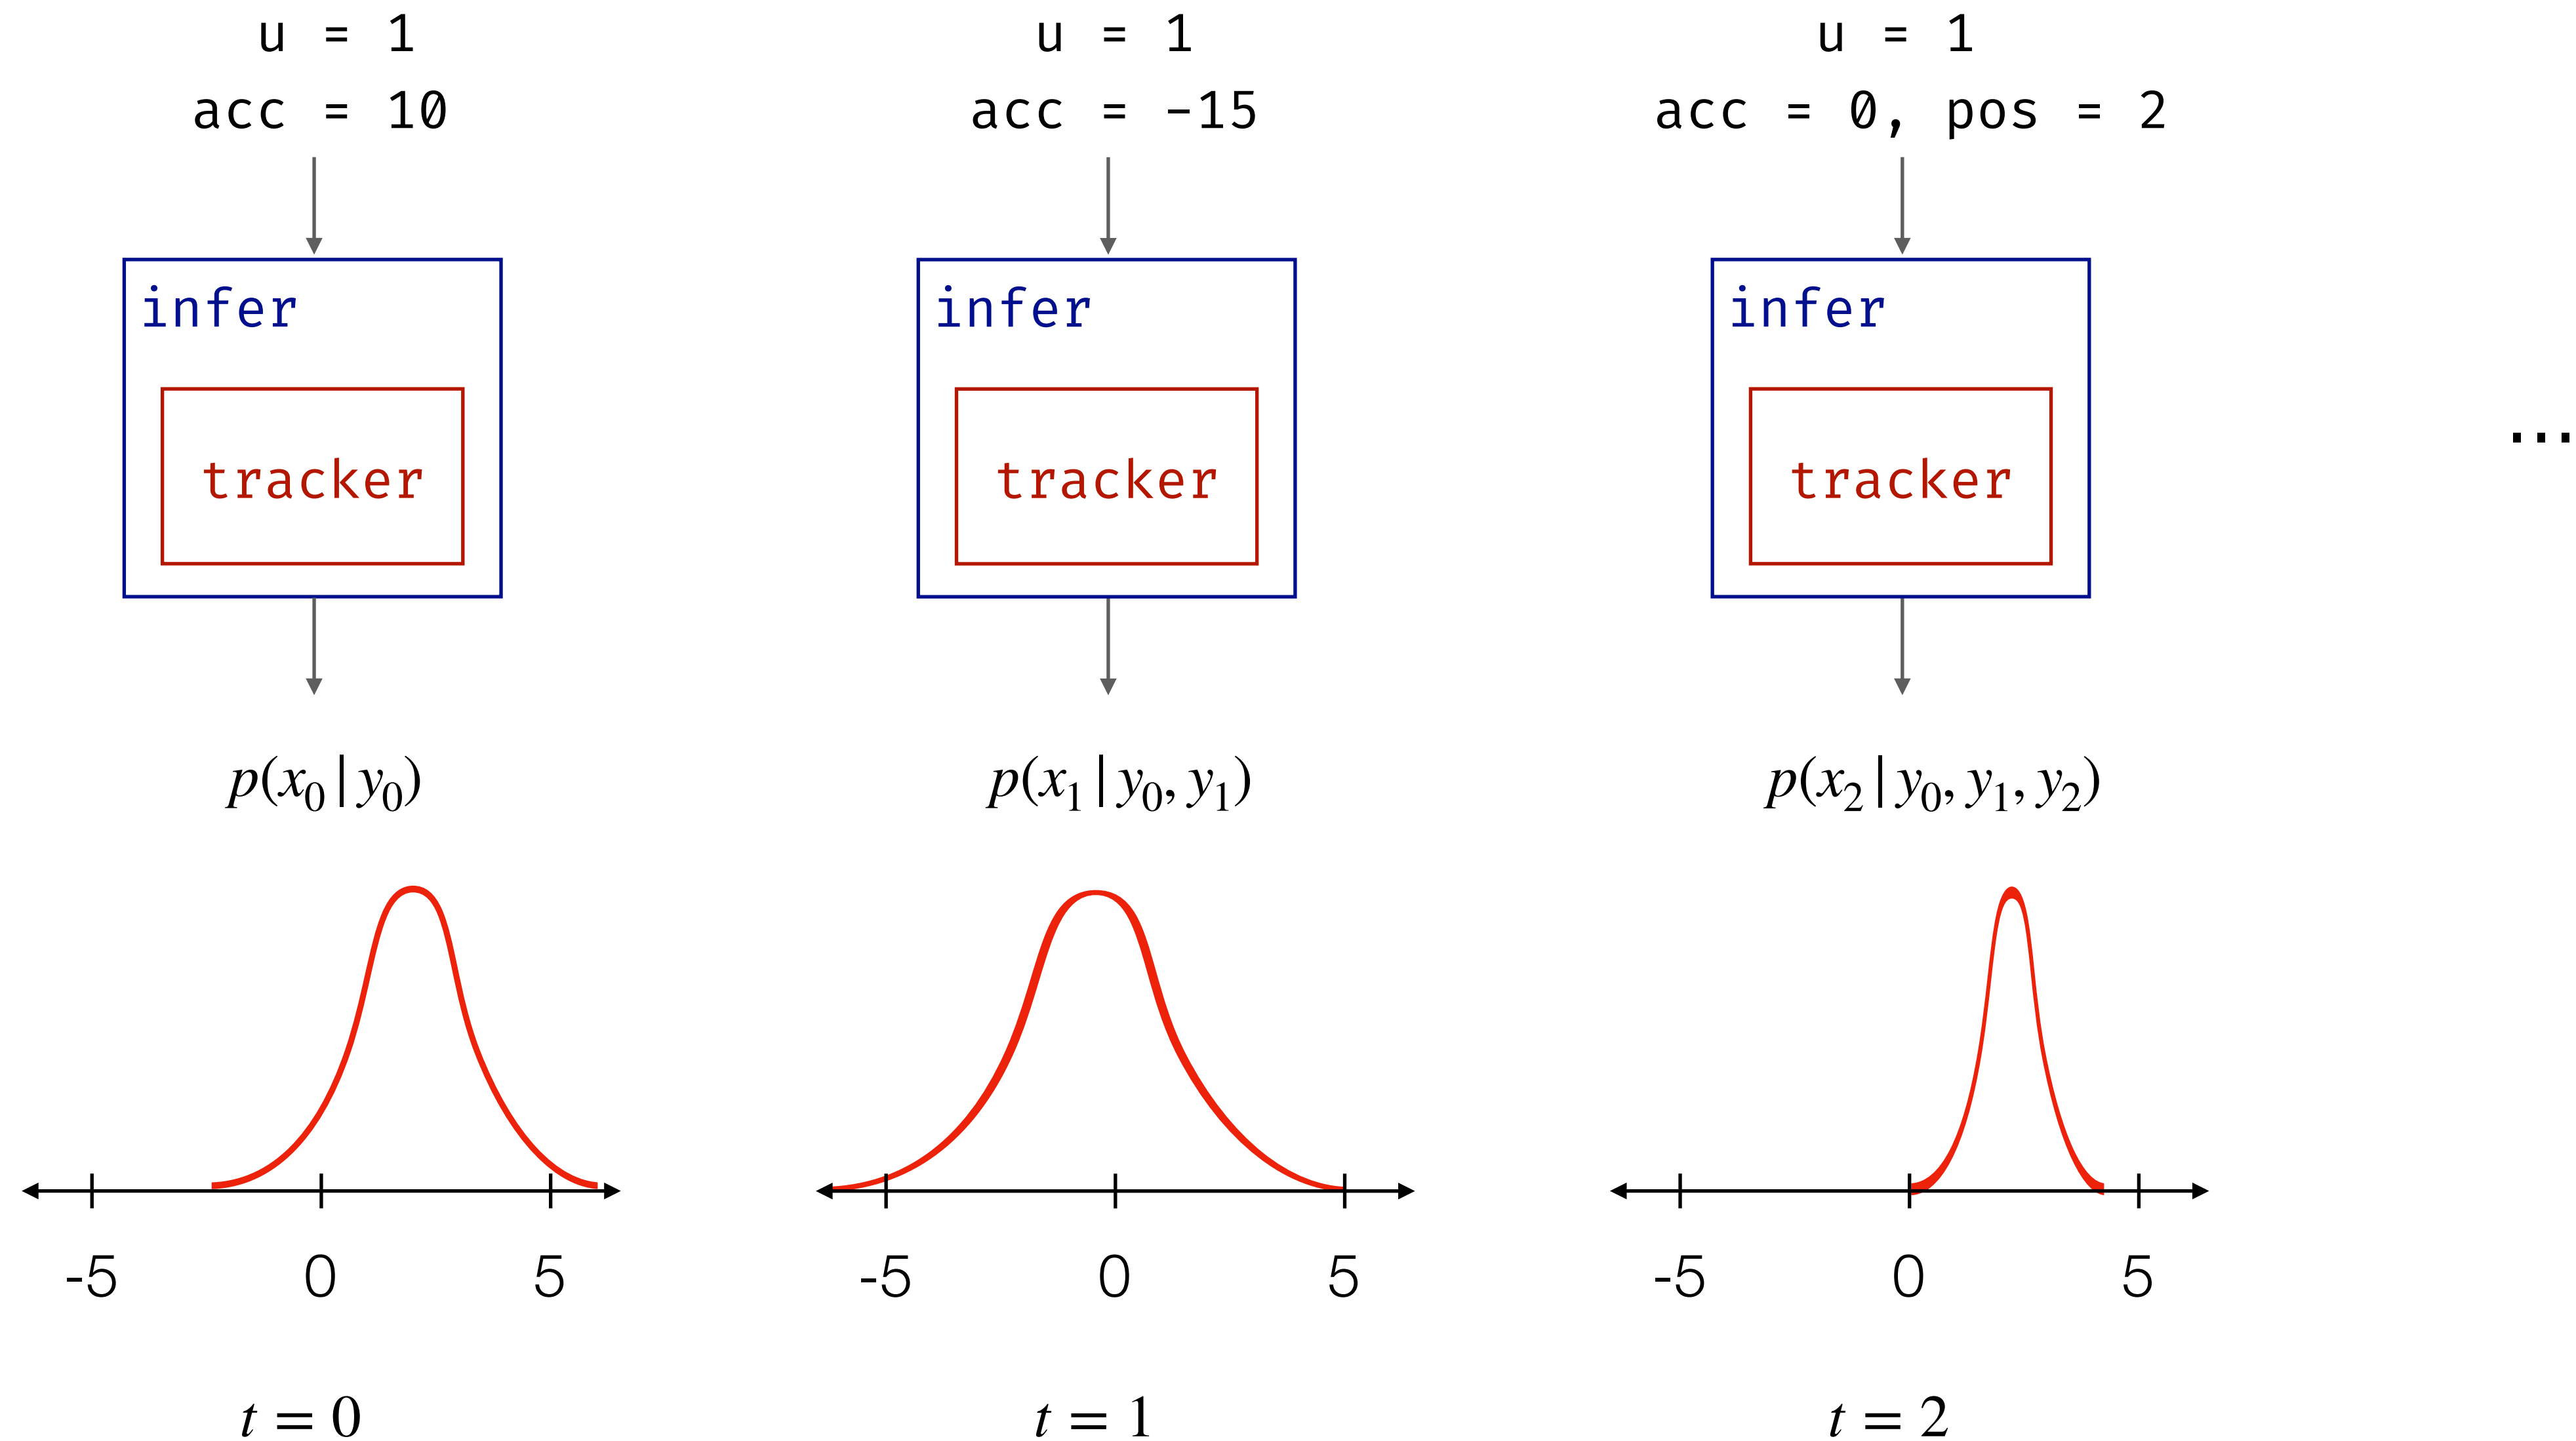 u = 1
acc = 10
infer
tracker
p(x₀ | y₀)
-5 0 5
t = 0
u = 1
acc = −15
infer
tracker
p(x₁ | y₀, y₁)
-5 0 5
t = 1
u = 1
acc = 0, pos = 2
infer
tracker
p(x₂ | y₀, y₁, y₂)
-5 0 5
t = 2
...